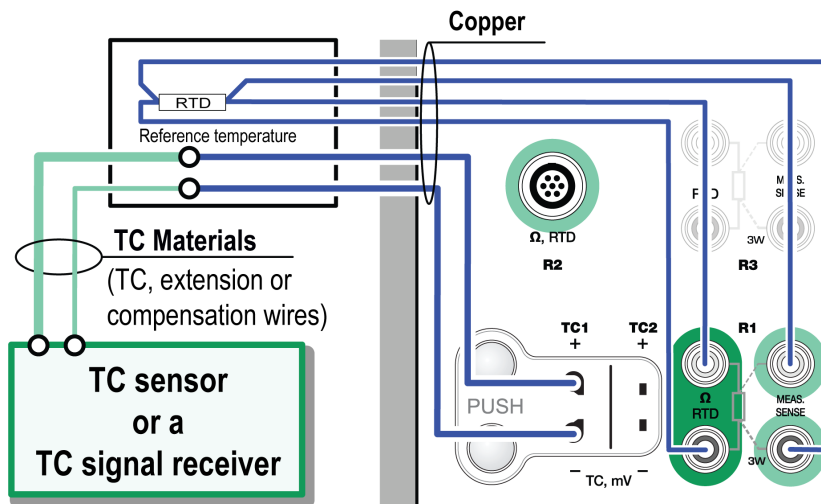 Copper
RTD
Reference temperature
TC Materials
(TC, extension or
compensation wires)
TC sensor
or a
TC signal receiver
Ω, RTD
R2
MEAS.
3W
R3
TC1
TC2
R1
+
+
PUSH
Ω
RTD
MEAS.
SENSE
3W
− TC, mV −